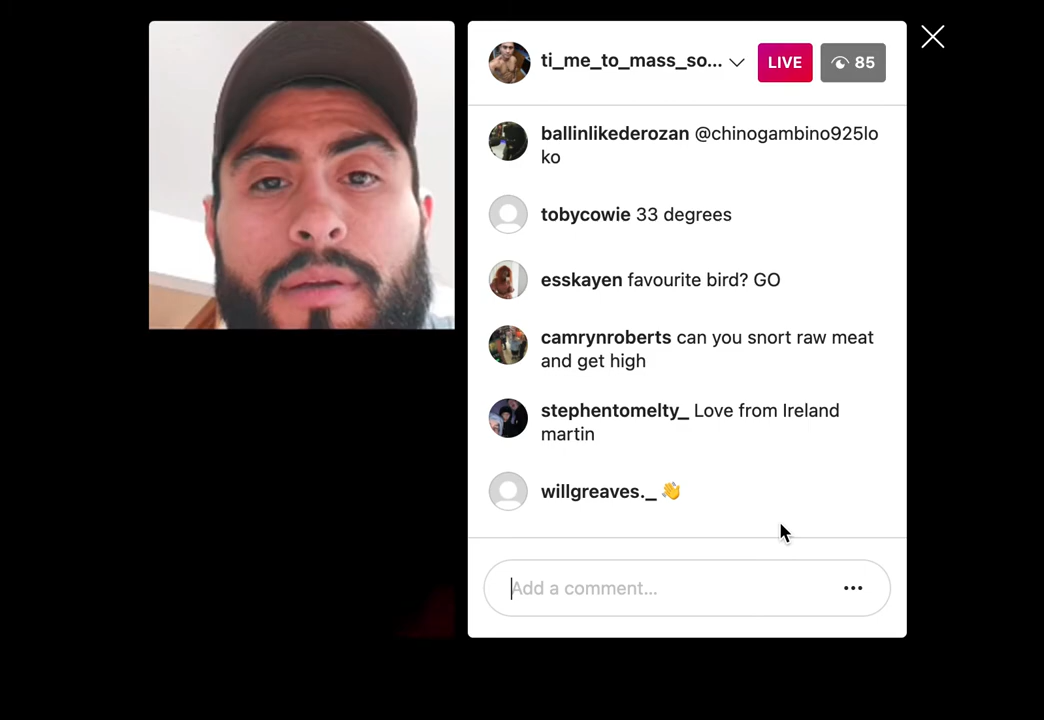 ti_me_to_mass_so...
LIVE
85
ballinlikederozan @chinogambino925lo
ko
tobycowie 33 degrees
esskayen favourite bird? GO
camrynroberts can you snort raw meat
and get high
stephentomelty_ Love from Ireland
martin
willgreaves._ 👋
Add a comment...